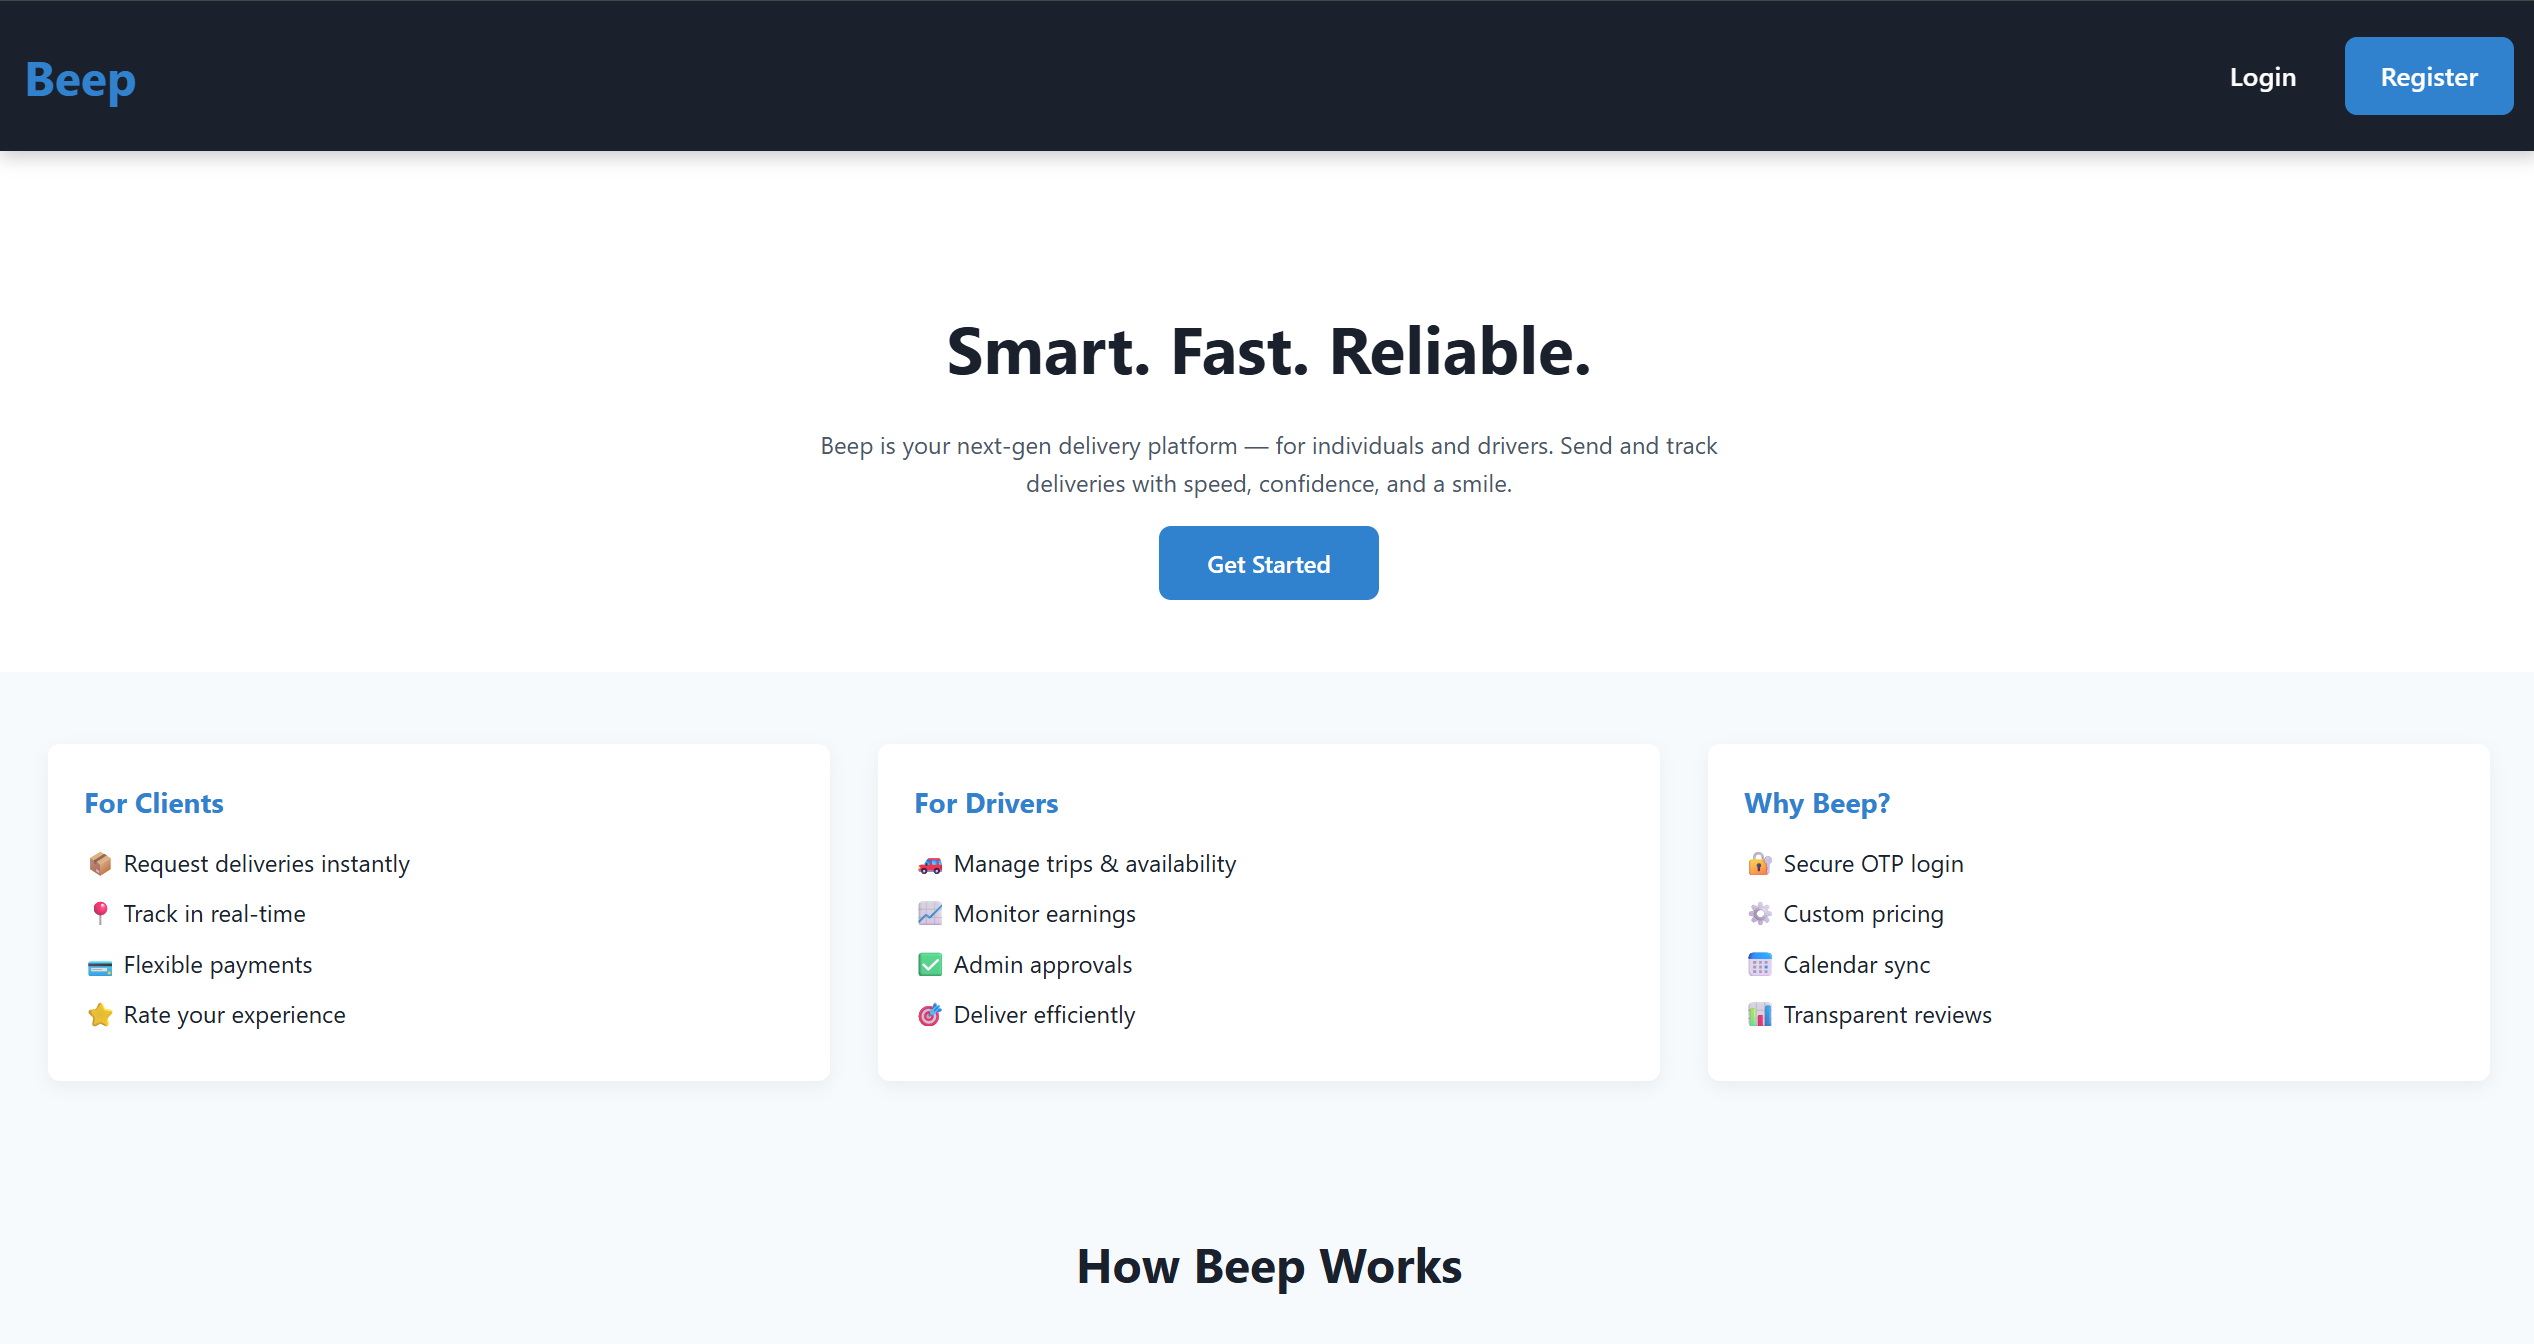 Beep
Login
Register
Smart. Fast. Reliable.
Beep is your next-gen delivery platform — for individuals and drivers. Send and track
deliveries with speed, confidence, and a smile.
Get Started
For Clients
📦 Request deliveries instantly
📍 Track in real-time
💳 Flexible payments
⭐ Rate your experience
For Drivers
🚗 Manage trips & availability
📈 Monitor earnings
✅ Admin approvals
🎯 Deliver efficiently
Why Beep?
🔐 Secure OTP login
⚙️ Custom pricing
🗓️ Calendar sync
📊 Transparent reviews
How Beep Works